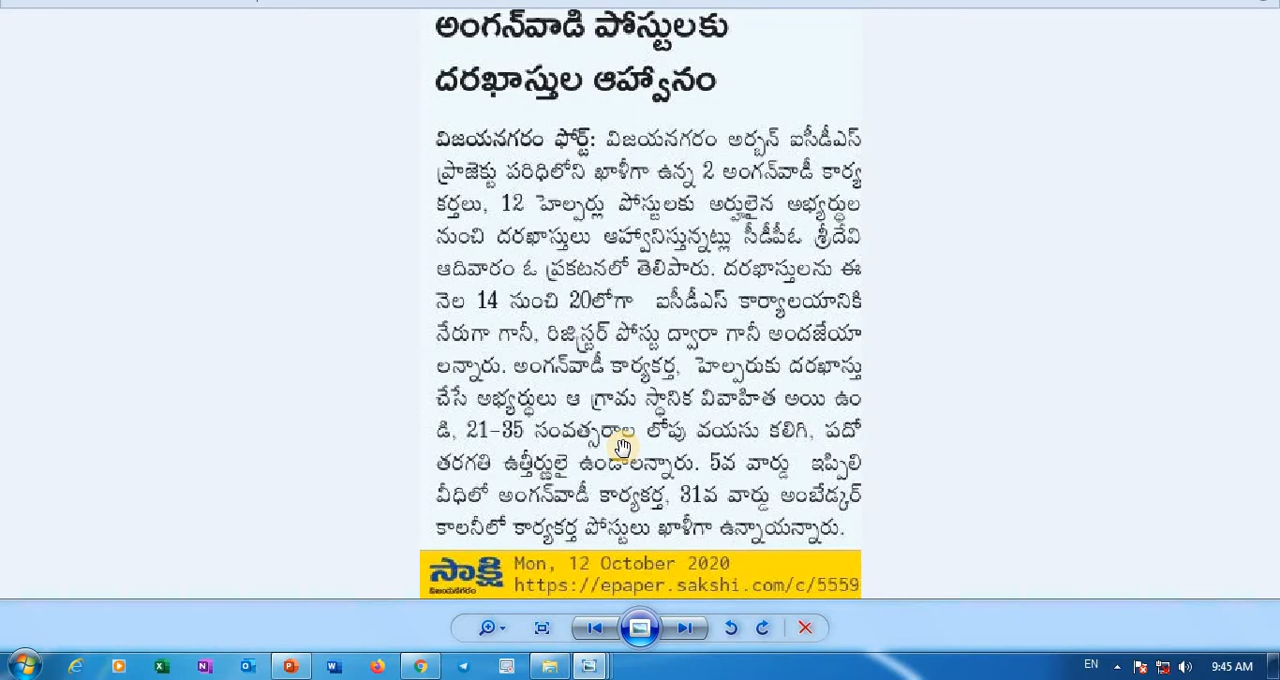 అంగన్‌వాడి పోస్టులకు
దరఖాస్తుల ఆహ్వానం
విజయనగరం ఫోర్ట్: విజయనగరం అర్బన్ ఐసీడీఎస్
ప్రాజెక్టు పరిధిలోని ఖాళీగా ఉన్న 2 అంగన్‌వాడీ కార్య
కర్తలు, 12 హెల్పర్లు పోస్టులకు అర్హులైన అభ్యర్థుల
నుంచి దరఖాస్తులు ఆహ్వానిస్తున్నట్లు సీడీపీఓ శ్రీదేవి
ఆదివారం ఓ ప్రకటనలో తెలిపారు. దరఖాస్తులను ఈ
నెల 14 నుంచి 20లోగా ఐసీడీఎస్ కార్యాలయానికి
నేరుగా గానీ, రిజిస్ట్రర్ పోస్టు ద్వారా గానీ అందజేయా
లన్నారు. అంగన్‌వాడీ కార్యకర్త, హెల్పరుకు దరఖాస్తు
చేసే అభ్యర్థులు ఆ గ్రామ స్థానిక వివాహిత అయి ఉం
డి, 21-35 సంవత్సరాల లోపు వయసు కలిగి, పదో
తరగతి ఉత్తీర్ణులై ఉండాలన్నారు. 5వ వార్డు ఇప్పిలి
వీధిలో అంగన్‌వాడీ కార్యకర్త, 31వ వార్డు అంబేడ్కర్
కాలనీలో కార్యకర్త పోస్టులు ఖాళీగా ఉన్నాయన్నారు.
సాక్షి
విజయనగరం
Mon, 12 October 2020
https://epaper.sakshi.com/c/5559
EN
9:45 AM